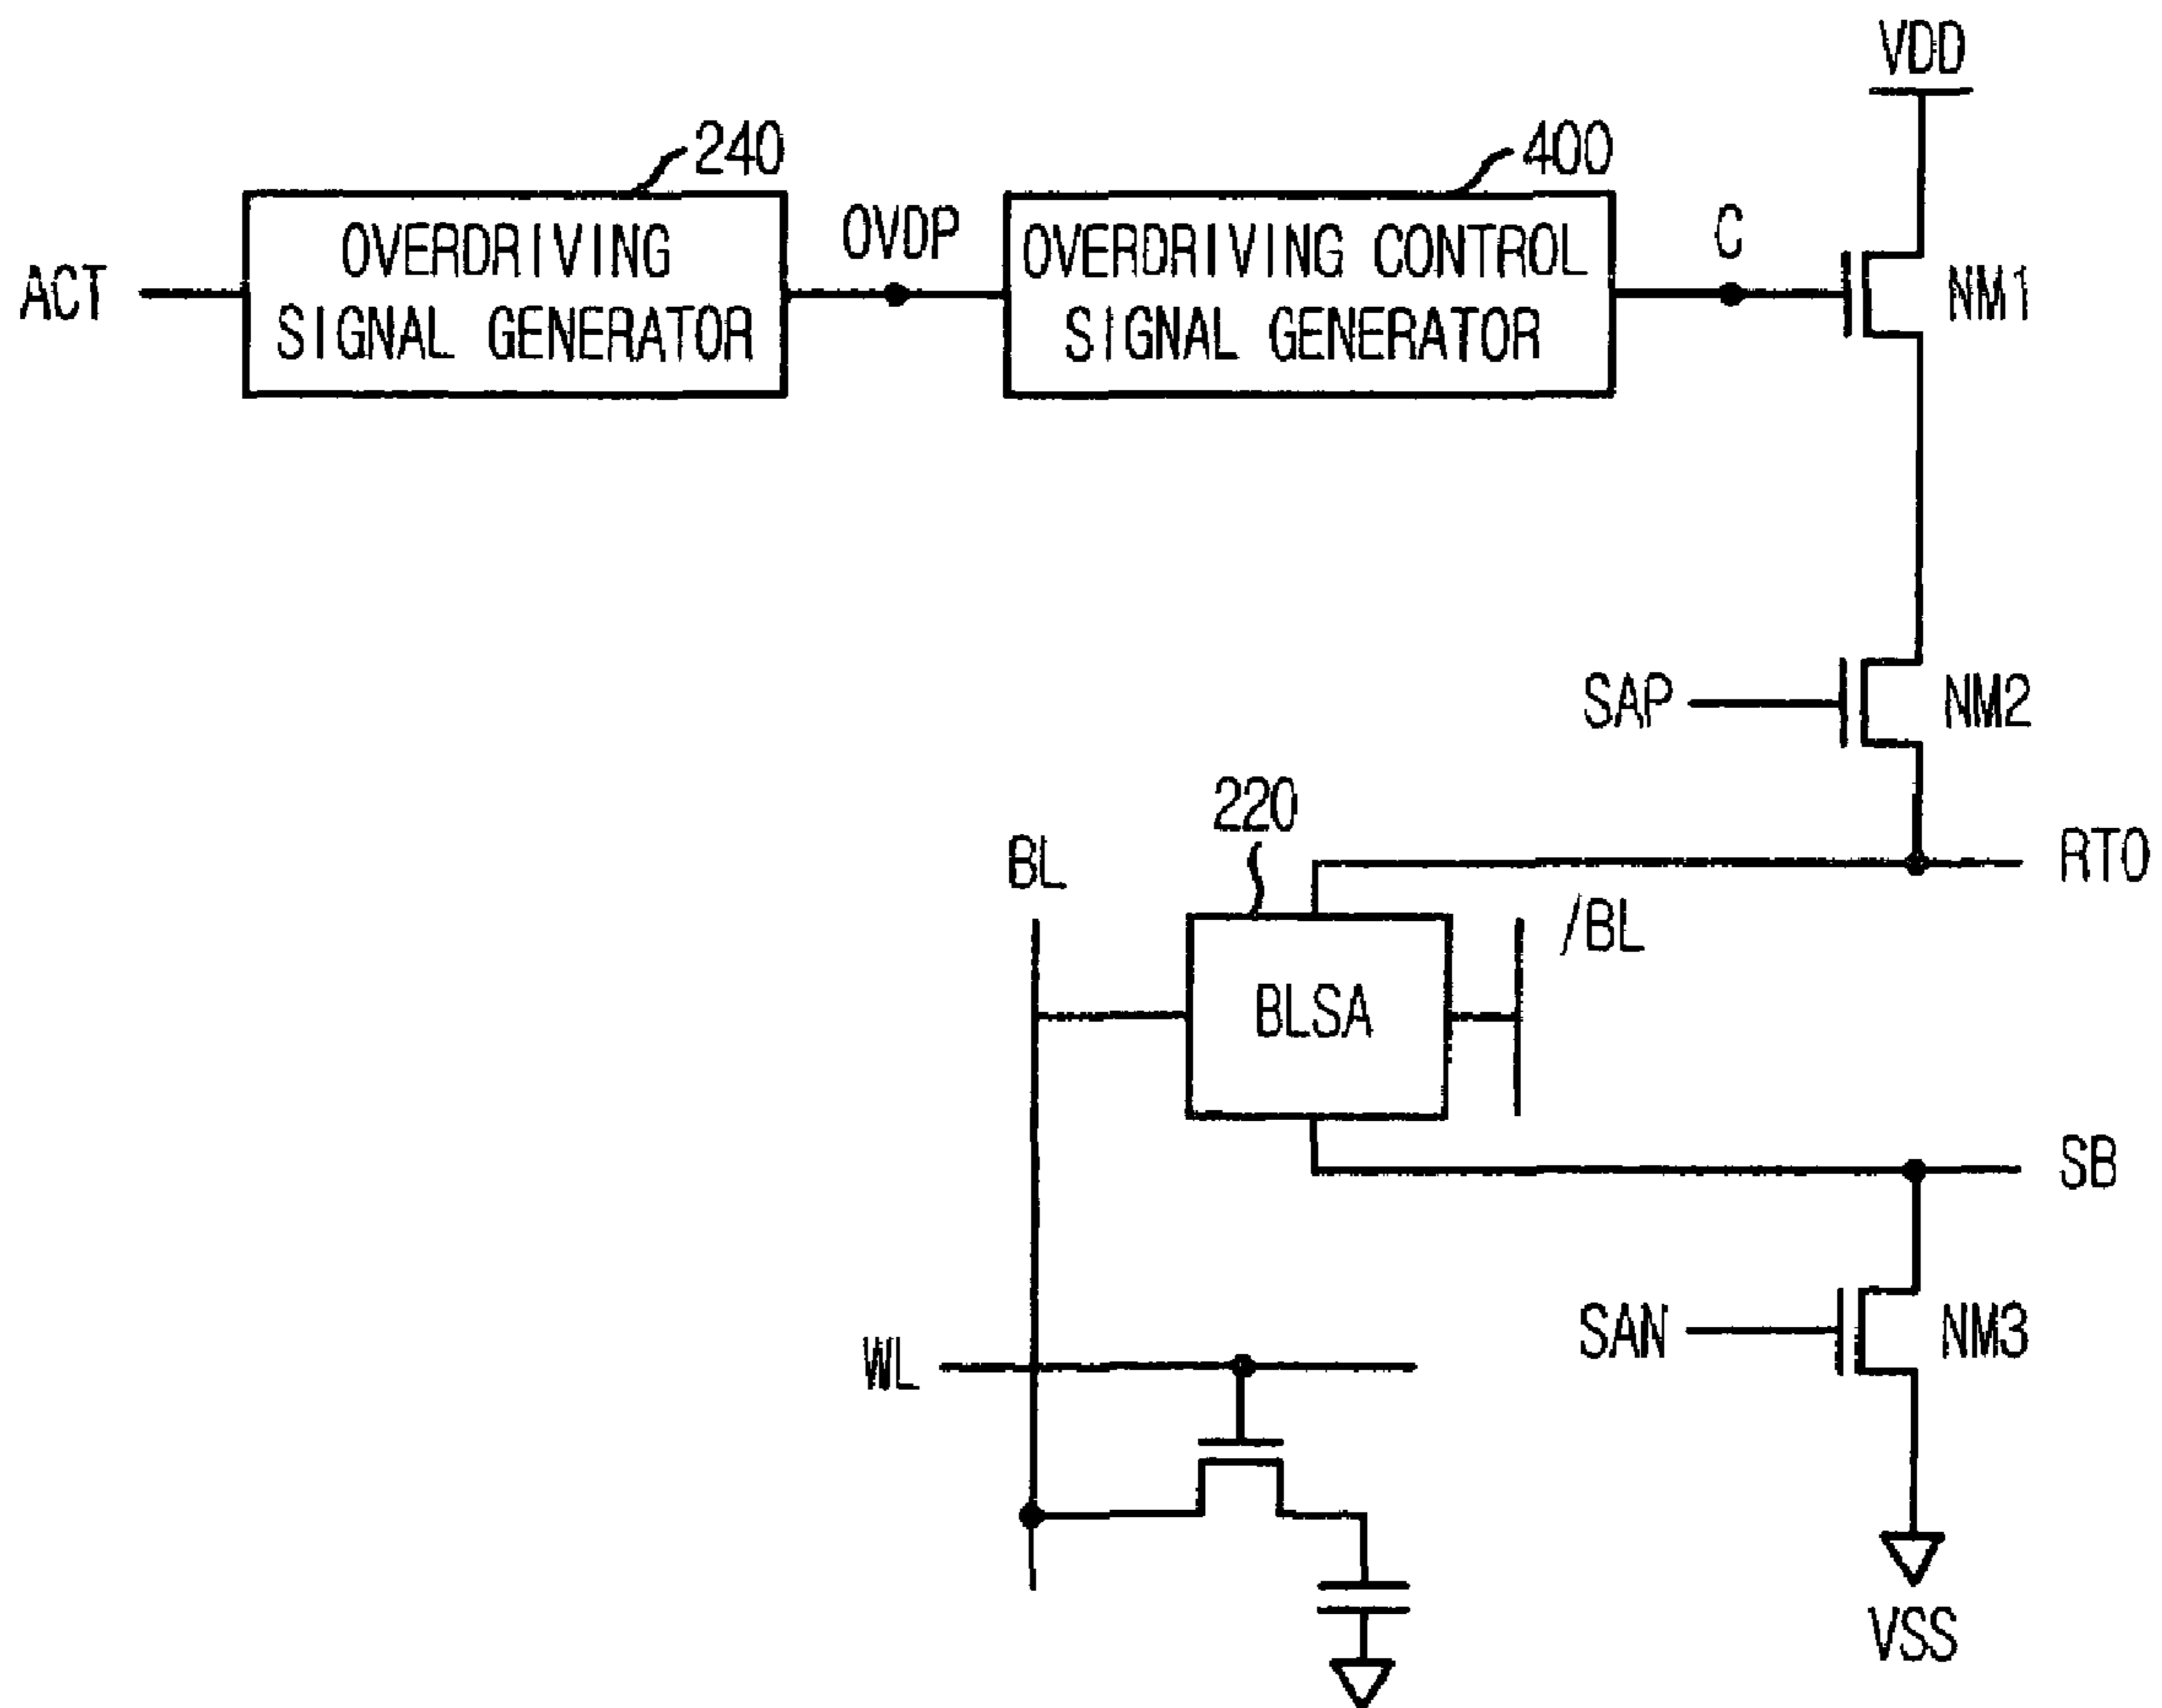 VDD
240
400
OVERDRIVING
SIGNAL GENERATOR
OVDP
OVERDRIVING CONTROL
SIGNAL GENERATOR
C
ACT
NM1
SAP
NM2
220
BL
RTO
/BL
BLSA
SB
WL
SAN
NM3
VSS